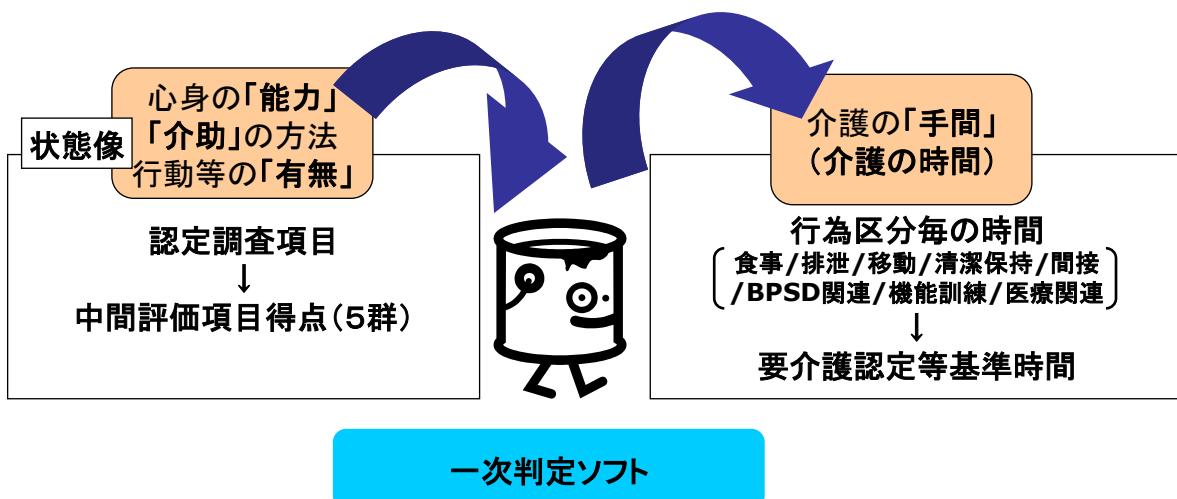 状態像
心身の「能力」
「介助」の方法
行動等の「有無」
認定調査項目
↓
中間評価項目得点(5群)
介護の「手間」
(介護の時間)
行為区分毎の時間
食事/排泄/移動/清潔保持/間接
/BPSD関連/機能訓練/医療関連
↓
要介護認定等基準時間
一次判定ソフト